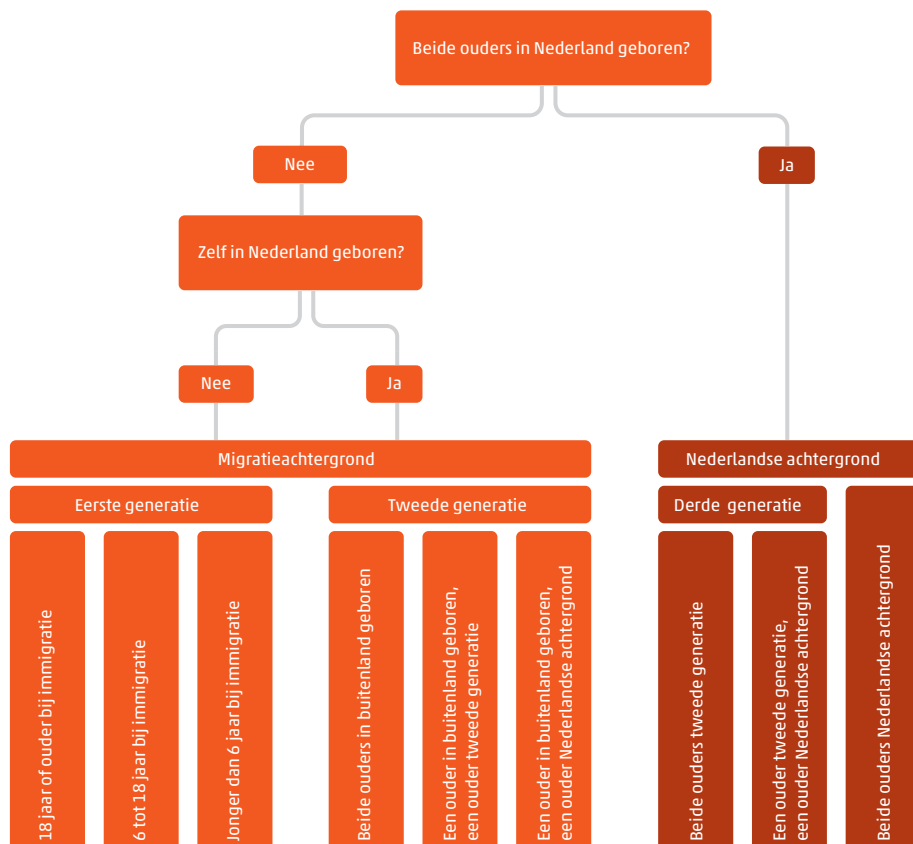 Beide ouders in Nederland geboren?
Nee
Ja
Zelf in Nederland geboren?
Nee
Ja
Migratieachtergrond
Nederlandse achtergrond
Eerste generatie
Tweede generatie
Derde generatie
18 jaar of ouder bij immigratie
6 tot 18 jaar bij immigratie
Jonger dan 6 jaar bij immigratie
Beide ouders in buitenland geboren
Een ouder in buitenland geboren,
een ouder tweede generatie
Een ouder in buitenland geboren,
een ouder Nederlandse achtergrond
Beide ouders tweede generatie
Een ouder tweede generatie,
een ouder Nederlandse achtergrond
Beide ouders Nederlandse achtergrond